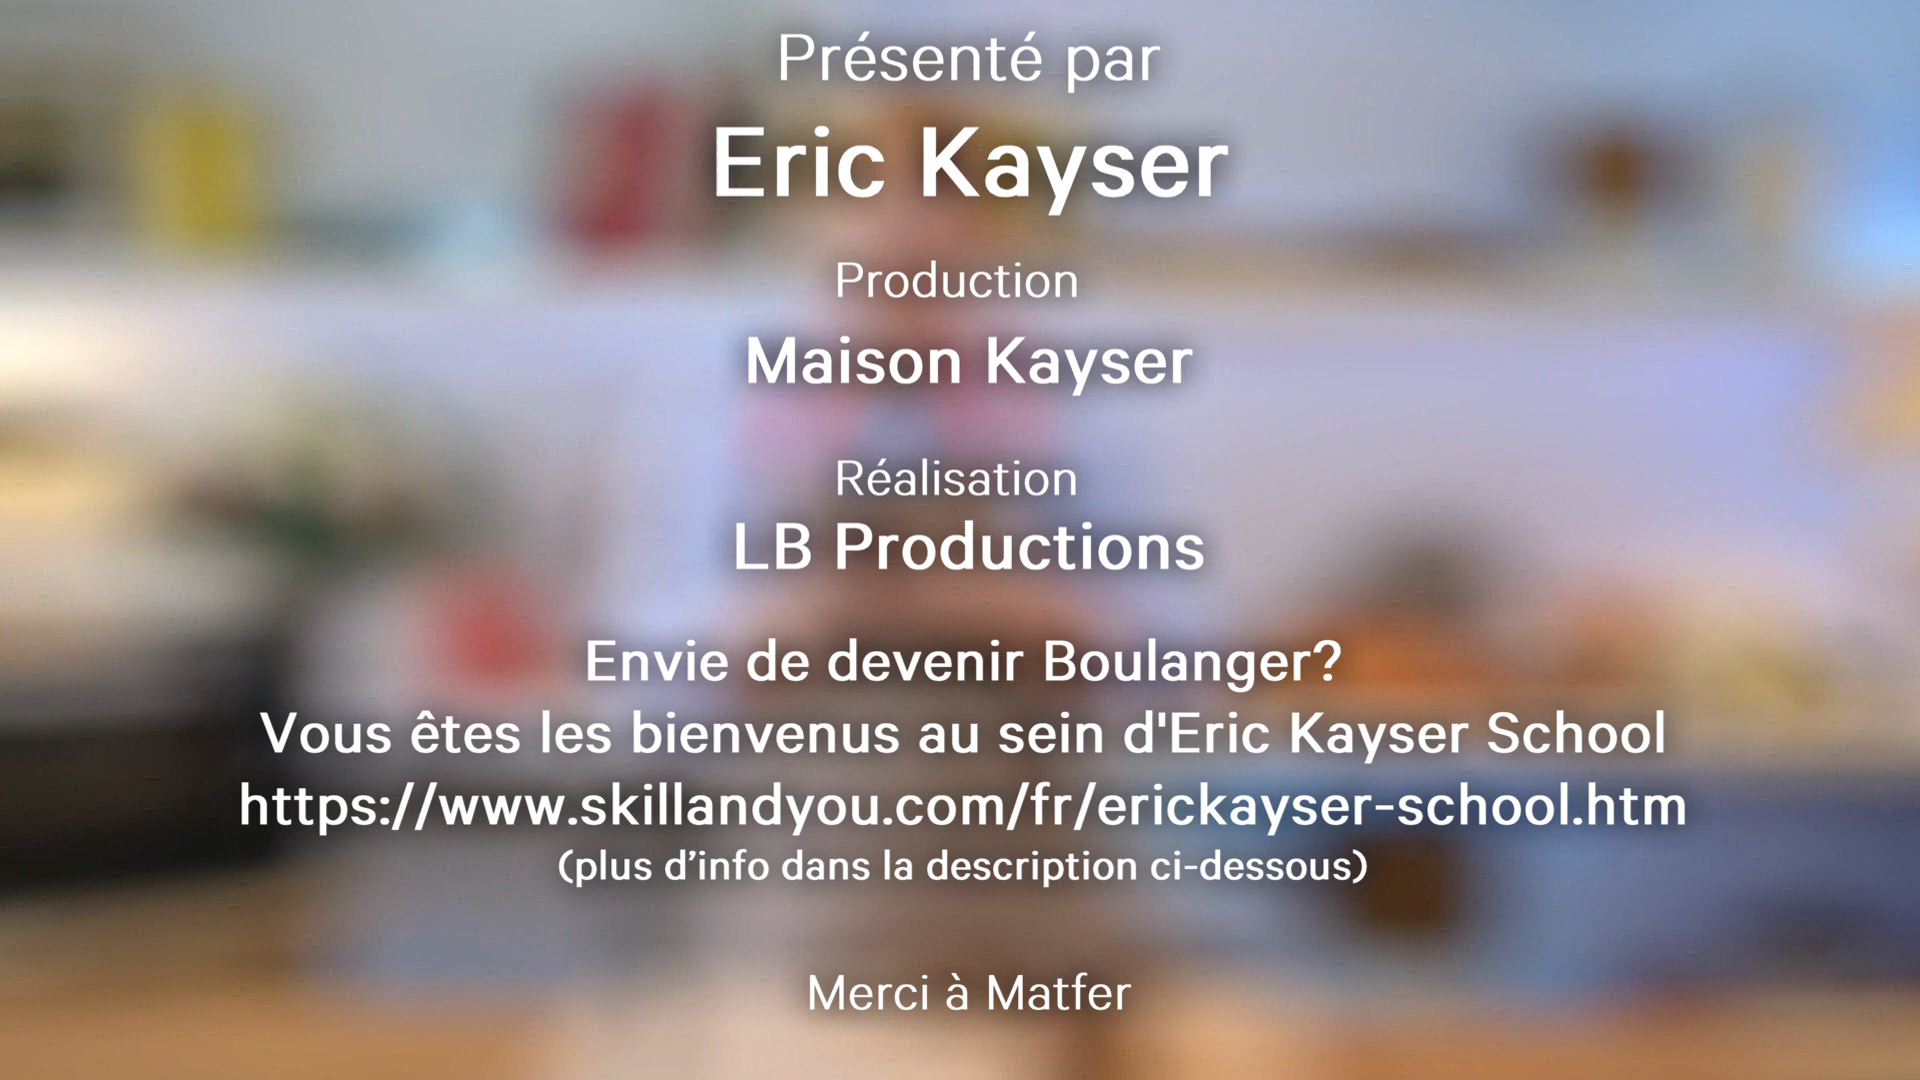 Présenté par
Eric Kayser
Production
Maison Kayser
Réalisation
LB Productions
Envie de devenir Boulanger?
Vous êtes les bienvenus au sein d'Eric Kayser School
https://www.skillandyou.com/fr/erickayser-school.htm
(plus d’info dans la description ci-dessous)
Merci à Matfer